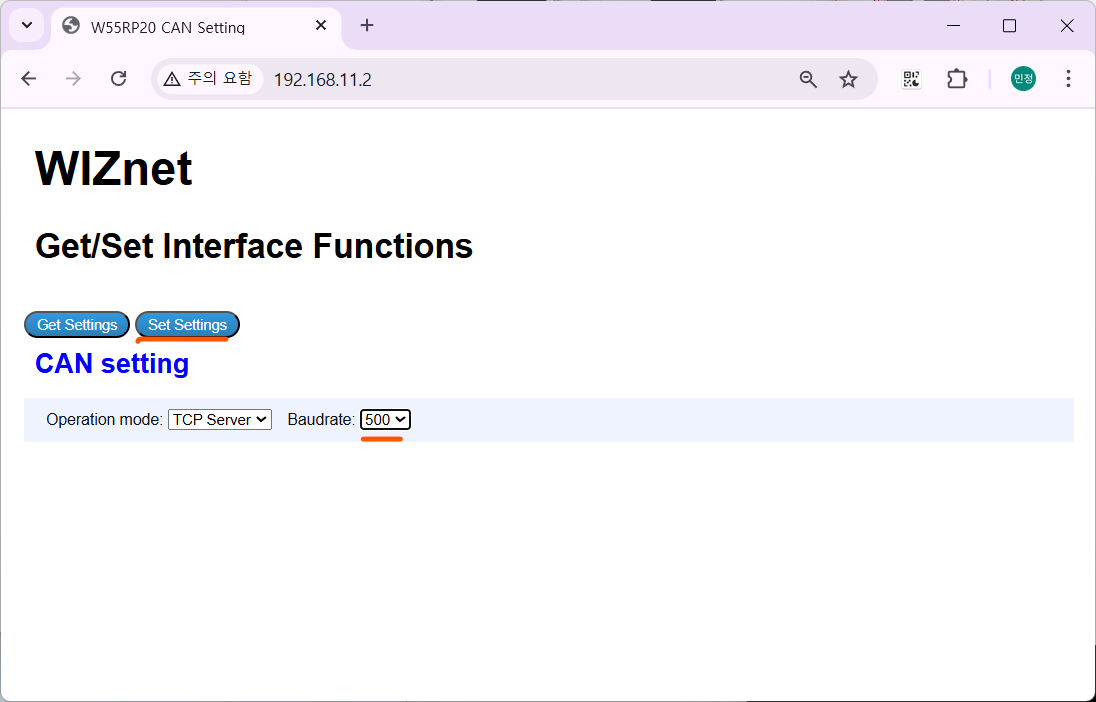 W55RP20 CAN Setting
주의 요함 192.168.11.2
민정
WIZnet
Get/Set Interface Functions
Get Settings Set Settings
CAN setting
Operation mode: TCP Server Baudrate: 500